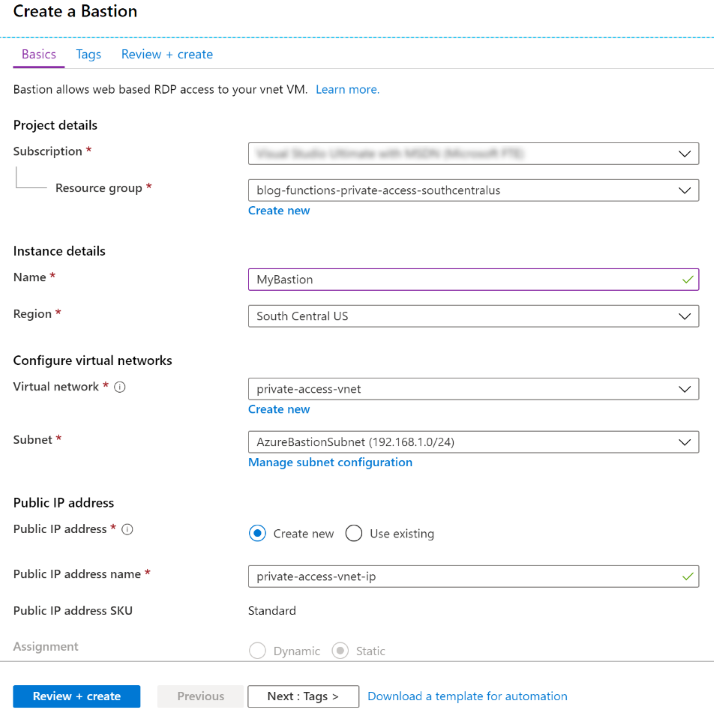 Create a Bastion
Basics Tags Review + create
Bastion allows web based RDP access to your vnet VM. Learn more.
Project details
Subscription *
Resource group * blog-functions-private-access-southcentralus
Create new
Instance details
Name * MyBastion
Region * South Central US
Configure virtual networks
Virtual network * private-access-vnet
Create new
Subnet * AzureBastionSubnet (192.168.1.0/24)
Manage subnet configuration
Public IP address
Public IP address * Create new Use existing
Public IP address name * private-access-vnet-ip
Public IP address SKU Standard
Assignment Dynamic Static
Review + create Previous Next : Tags > Download a template for automation